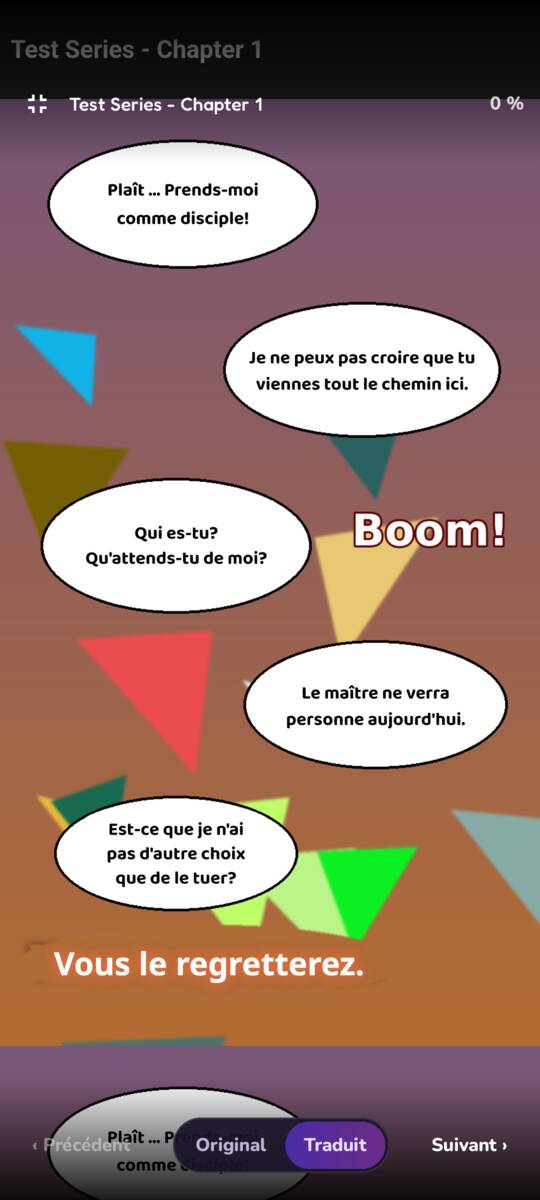 Test Series - Chapter 1
Test Series - Chapter 1
0 %
Plaît ... Prends-moi
comme disciple!
Je ne peux pas croire que tu
viennes tout le chemin ici.
Qui es-tu?
Qu'attends-tu de moi?
Boom!
Le maître ne verra
personne aujourd'hui.
Est-ce que je n'ai
pas d'autre choix
que de le tuer?
Vous le regretterez.
Plaît ...
comme disciple!
‹ Précédent
Original
Traduit
Suivant ›